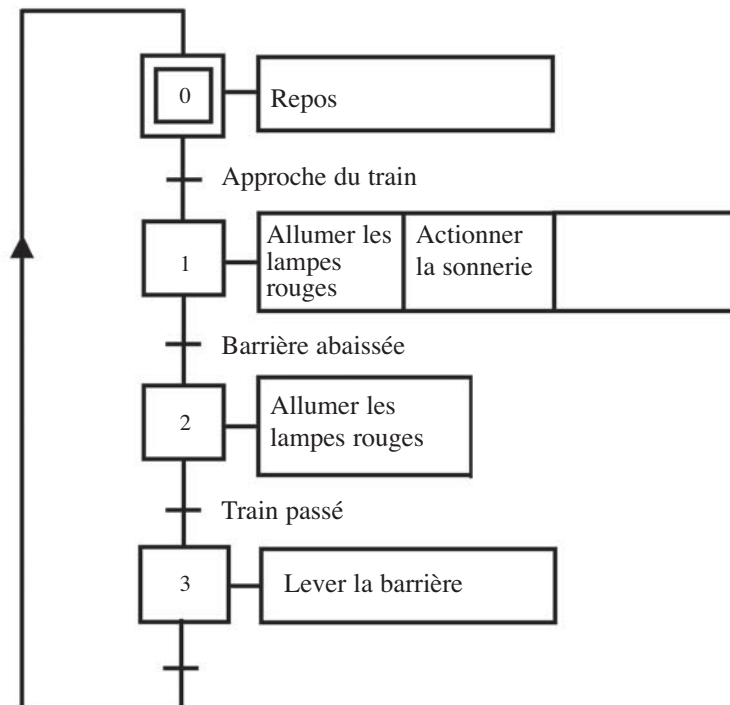 0
Repos
Approche du train
1
Allumer les
lampes
rouges
Actionner
la sonnerie
Barrière abaissée
2
Allumer les
lampes rouges
Train passé
3
Lever la barrière